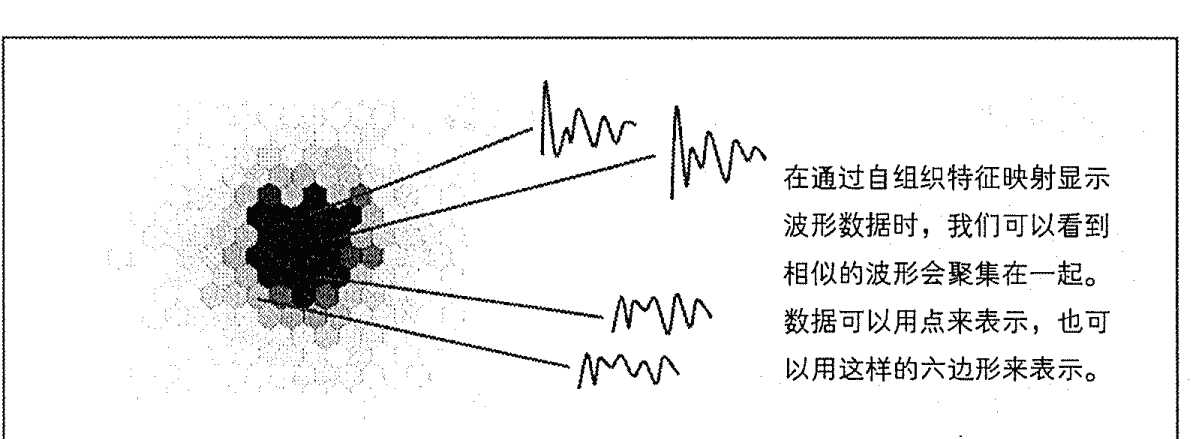 在通过自组织特征映射显示
波形数据时，我们可以看到
相似的波形会聚集在一起。
数据可以用点来表示，也可
以用这样的六边形来表示。